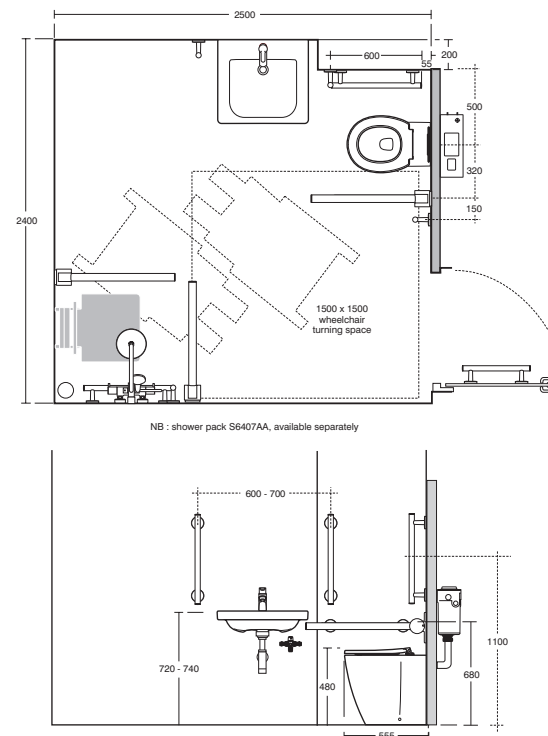 2500
600
55
200
500
320
150
2400
1500 x 1500
wheelchair
turning space
NB : shower pack S6407AA, available separately
600 - 700
720 - 740
480
680
1100
555